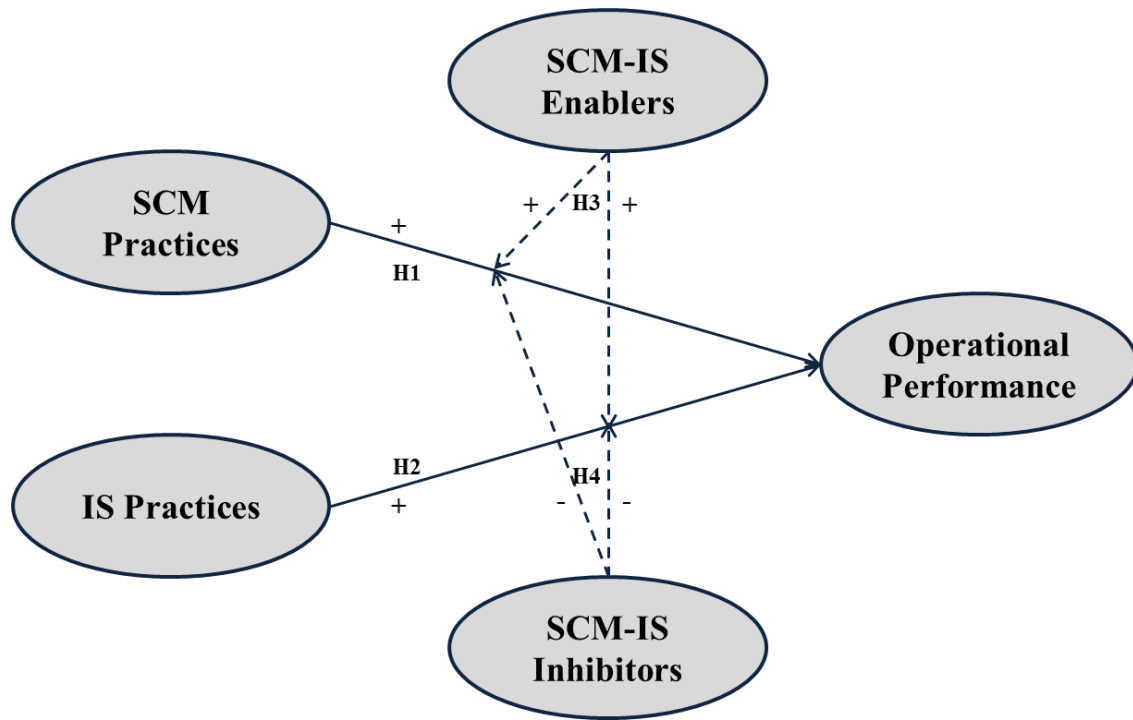 SCM-IS
Enablers
SCM
Practices
+
H1
+
H3
+
Operational
Performance
IS Practices
H2
+
H4
-
-
SCM-IS
Inhibitors